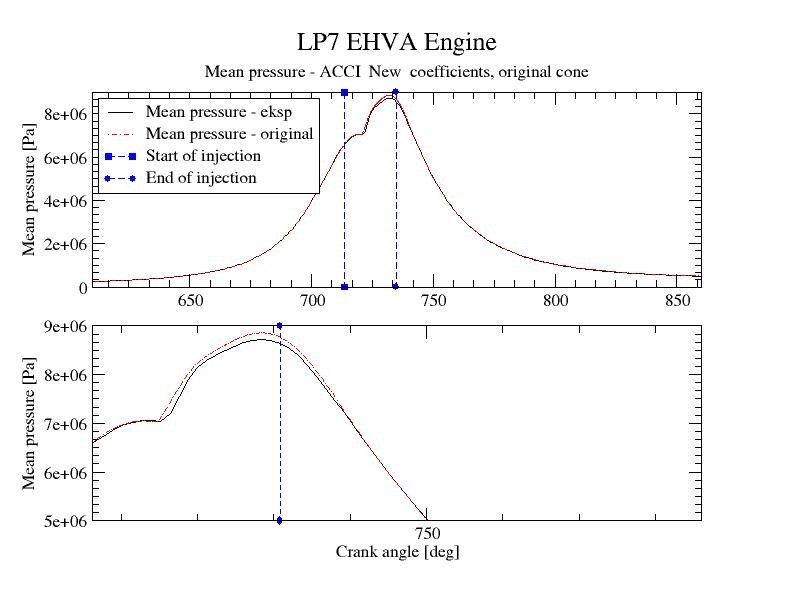 LP7 EHVA Engine
Mean pressure - ACCI New coefficients, original cone
Mean pressure [Pa]
8e+06
6e+06
4e+06
2e+06
0
Mean pressure - eksp
Mean pressure - original
Start of injection
End of injection
650
700
750
800
850
Mean pressure [Pa]
9e+06
8e+06
7e+06
6e+06
5e+06
750
Crank angle [deg]